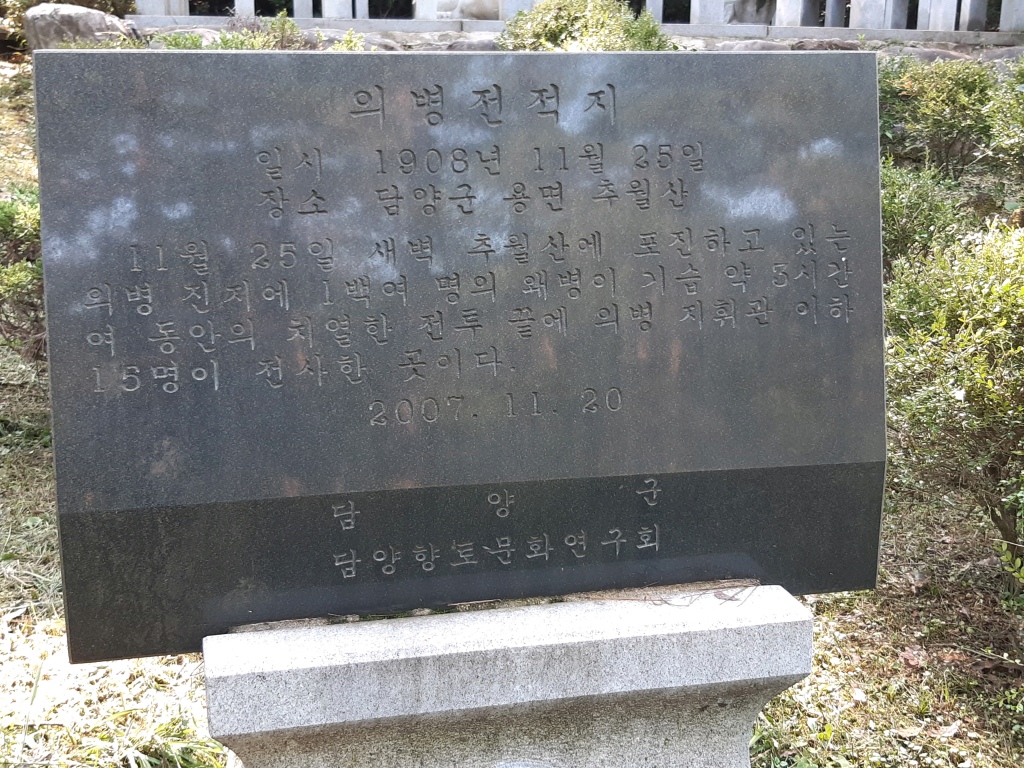 의병전적지
일시 1908년 11월 25일
장소 담양군 용면 추월산
11월 25일 새벽 추월산에 포진하고 있는
의병 진지에 1백여 명의 왜병이 기습 약 3시간
여 동안의 치열한 전투 끝에 의병 지휘관 이하
15명이 전사한 곳이다.
2007. 11. 20
담 양 군
담양향토문화연구회